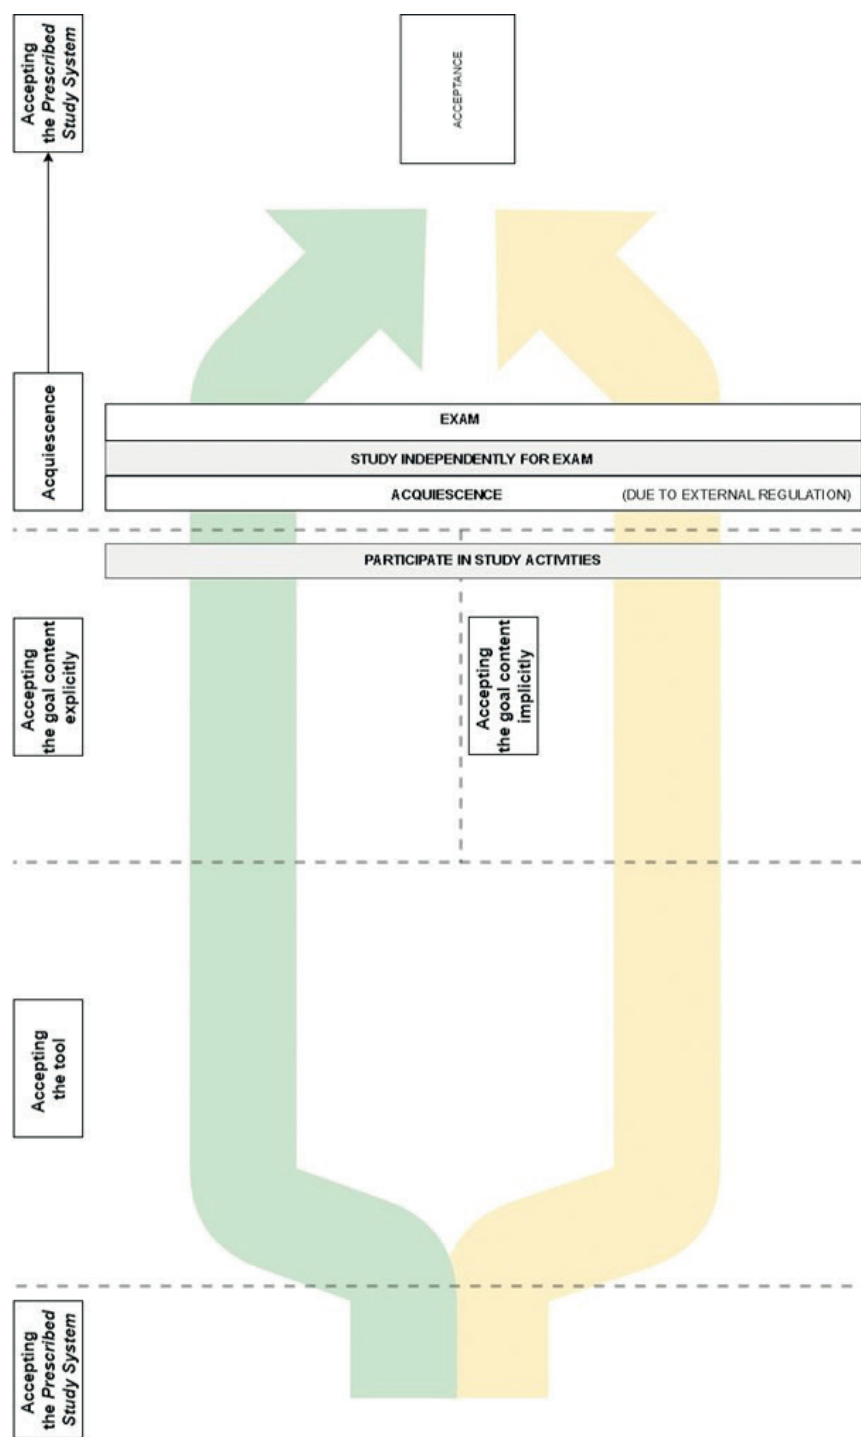 Accepting
the Prescribed
Study System
ACCEPTANCE
Acquiescence
EXAM
STUDY INDEPENDENTLY FOR EXAM
ACQUIESCENCE (DUE TO EXTERNAL REGULATION)
PARTICIPATE IN STUDY ACTIVITIES
Accepting
the goal content
explicitly
Accepting
the goal content
implicitly
Accepting
the tool
Accepting
the Prescribed
Study System